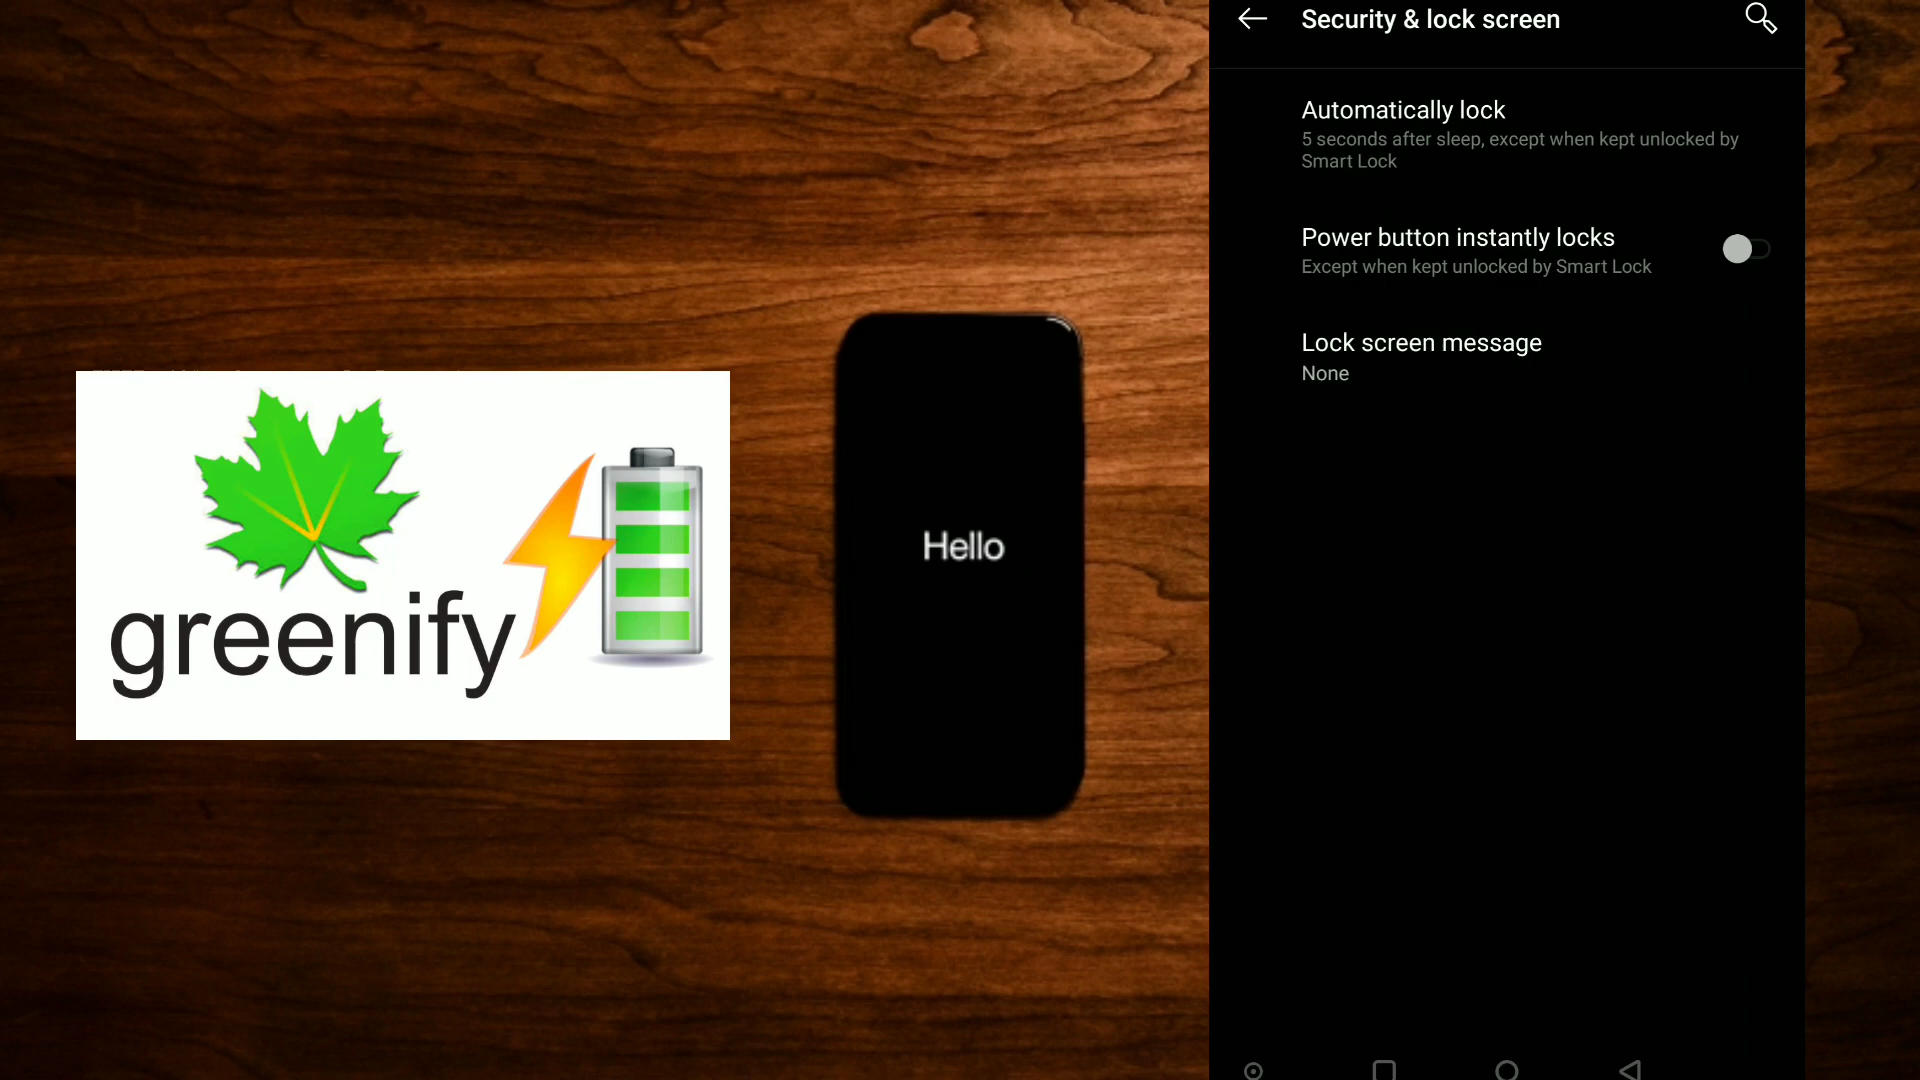 Security & lock screen
Automatically lock
5 seconds after sleep, except when kept unlocked by
Smart Lock
Power button instantly locks
Except when kept unlocked by Smart Lock
Lock screen message
None
greenify
Hello